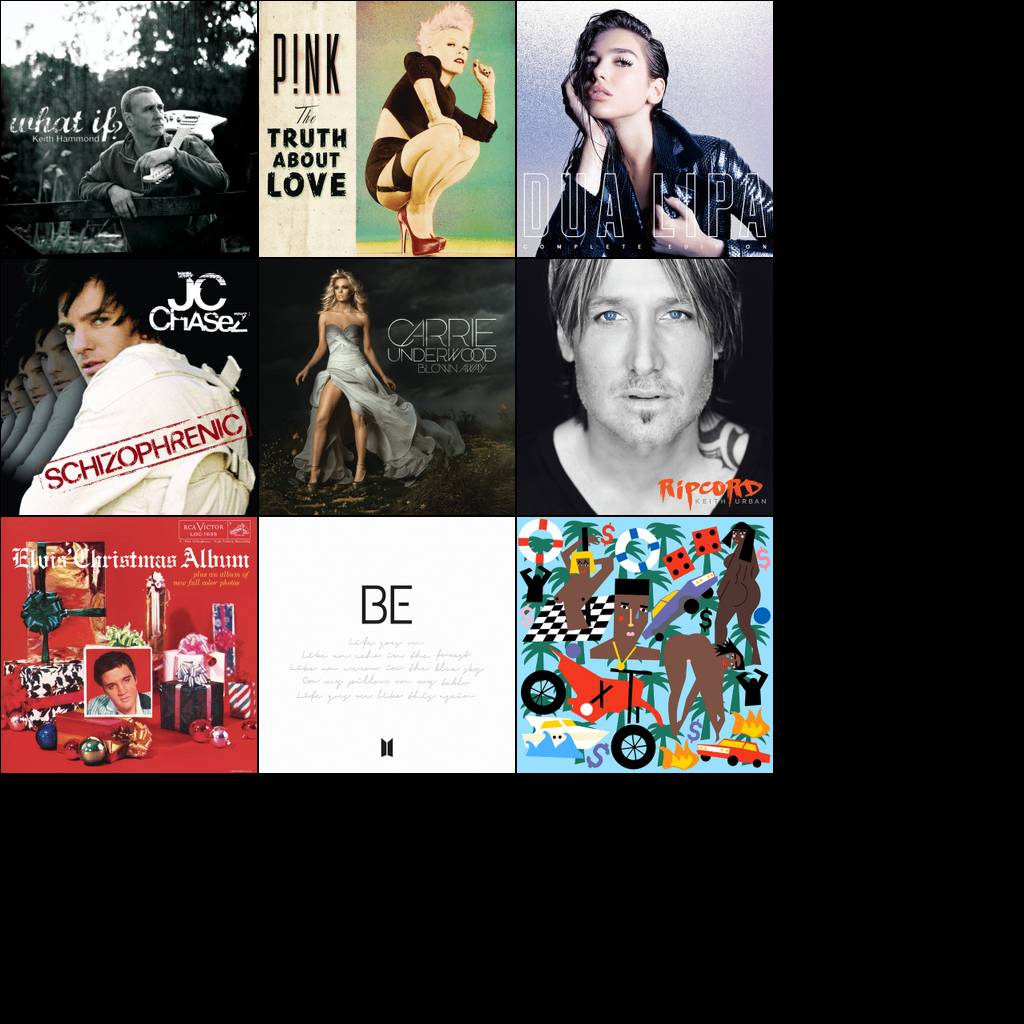 what if?
Keith Hammond
P!NK
The
TRUTH
ABOUT
LOVE
DUA LIPA
COMPLETE EDITION
JC
CHASEZ
SCHIZOPHRENIC
CARRIE
UNDERWOOD
BLOWN AWAY
RIPCORD
KEITH URBAN
RCA VICTOR
LOC-1035
Elvis' Christmas Album
plus an album of
new full color photos
BE
Life goes on
Like an echo in the forest
Like an arrow in the blue sky
On my pillow, on my table
Life goes on like this again
$
$
$
$
$
X